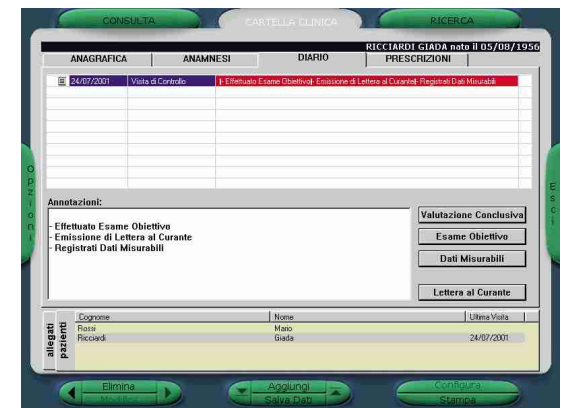 CONSULTA CARTELLA CLINICA RICERCA
RICCIARDI GIADA nato il 05/08/1956
ANAGRAFICA ANAMNESI DIARIO PRESCRIZIONI
24/07/2001 Visita di Controllo |- Effettuato Esame Obiettivo|- Emissione di Lettera al Curante|- Registrati Dati Misurabili
Opzioni
Esci
Annotazioni:
- Effettuato Esame Obiettivo
- Emissione di Lettera al Curante
- Registrati Dati Misurabili
Valutazione Conclusiva
Esame Obiettivo
Dati Misurabili
Lettera al Curante
allegati
pazienti
Cognome Nome Ultima Visita
Rossi Mario
Ricciardi Giada 24/07/2001
Elimina Aggiungi Configura
Modifica Salva Dati Stampa